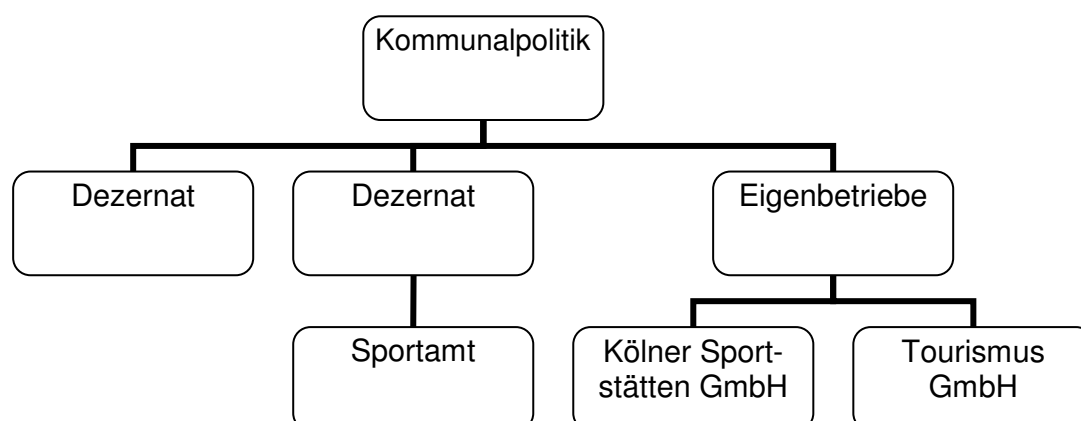 Kommunalpolitik
Dezernat
Dezernat
Eigenbetriebe
Sportamt
Kölner Sport-
stätten GmbH
Tourismus
GmbH